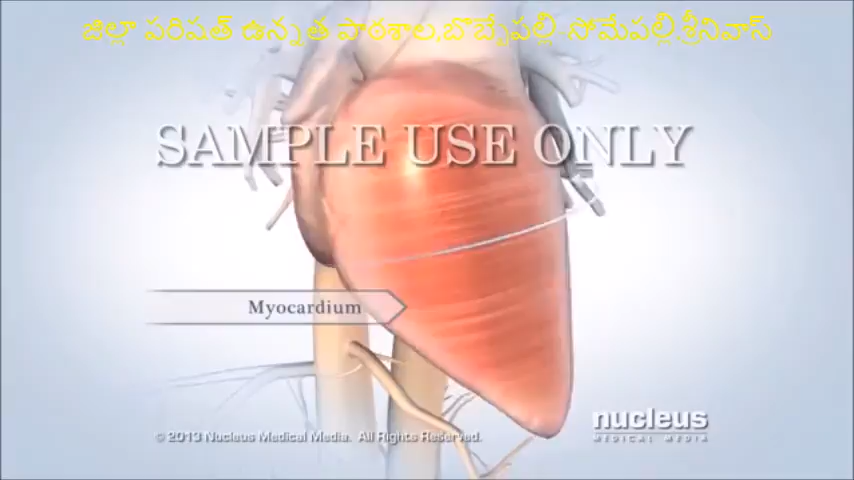 జిల్లా పరిషత్ ఉన్నత పాఠశాల,బొబ్బేపల్లి-సోమేపల్లి.శ్రీనివాస్
SAMPLE USE ONLY
Myocardium
© 2013 Nucleus Medical Media. All Rights Reserved.
nucleus
MEDICAL MEDIA